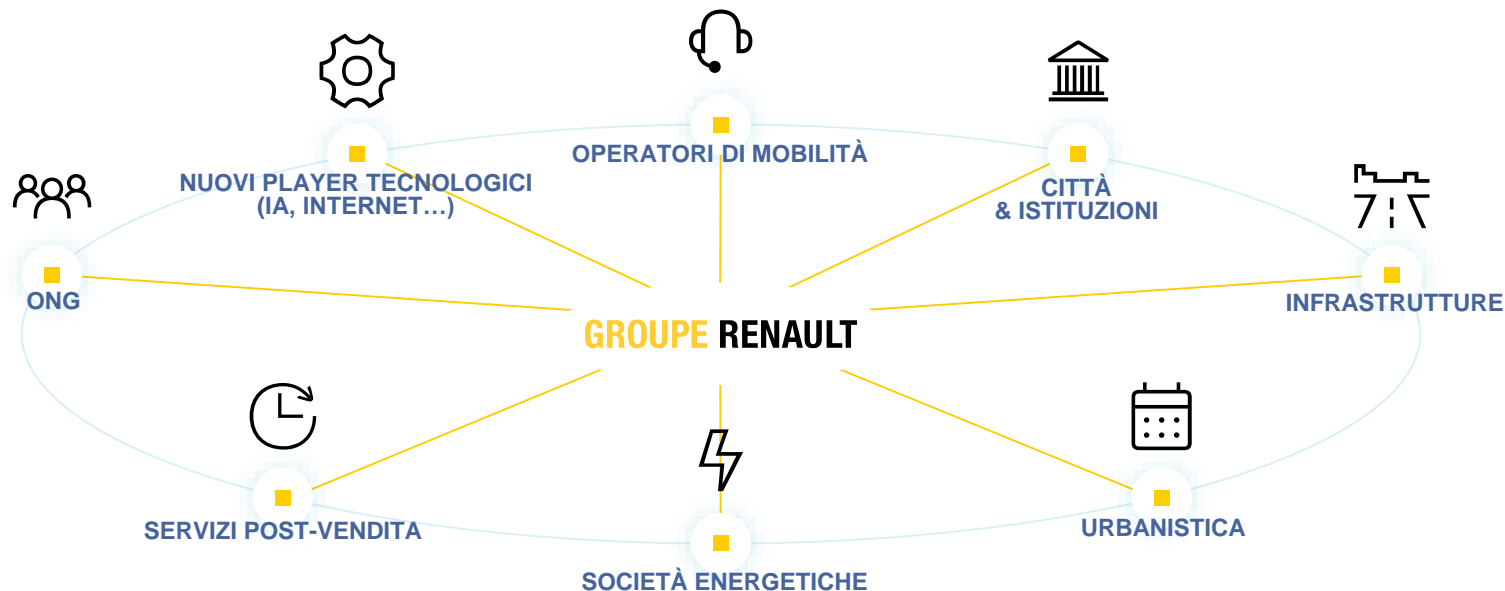 OPERATORI DI MOBILITÀ
NUOVI PLAYER TECNOLOGICI
(IA, INTERNET…)
CITTÀ
& ISTITUZIONI
ONG
INFRASTRUTTURE
GROUPE RENAULT
SERVIZI POST-VENDITA
URBANISTICA
SOCIETÀ ENERGETICHE